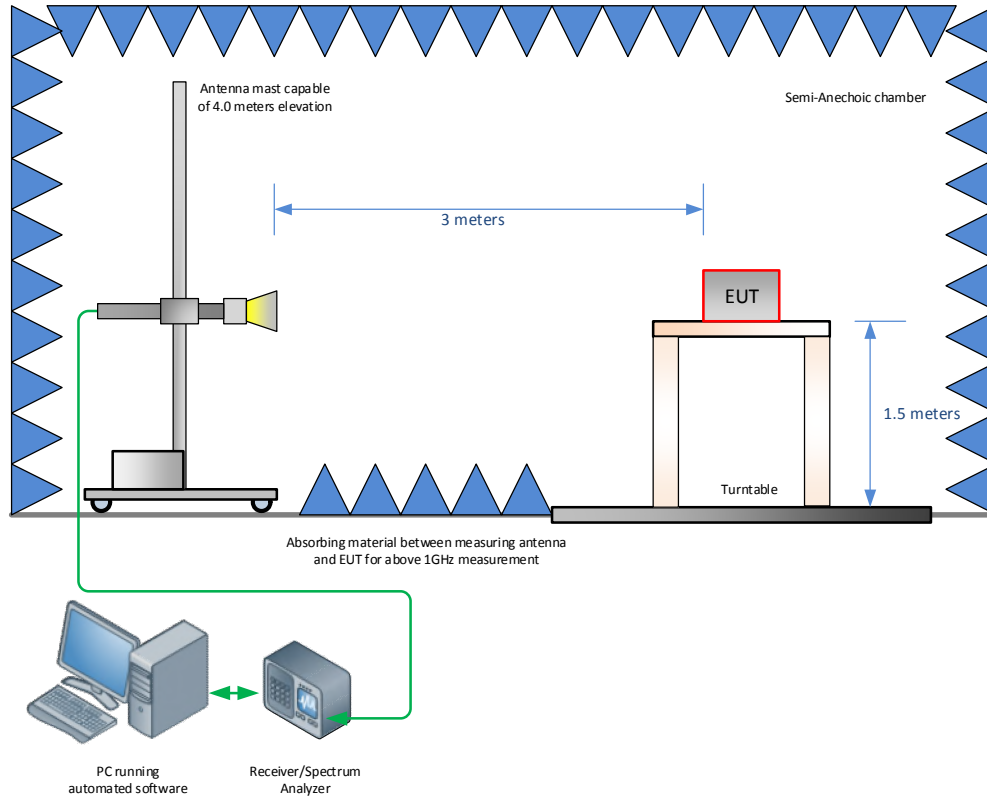 Antenna mast capable
of 4.0 meters elevation
Semi-Anechoic chamber
3 meters
EUT
1.5 meters
Turntable
Absorbing material between measuring antenna
and EUT for above 1GHz measurement
PC running
automated software
Receiver/Spectrum
Analyzer